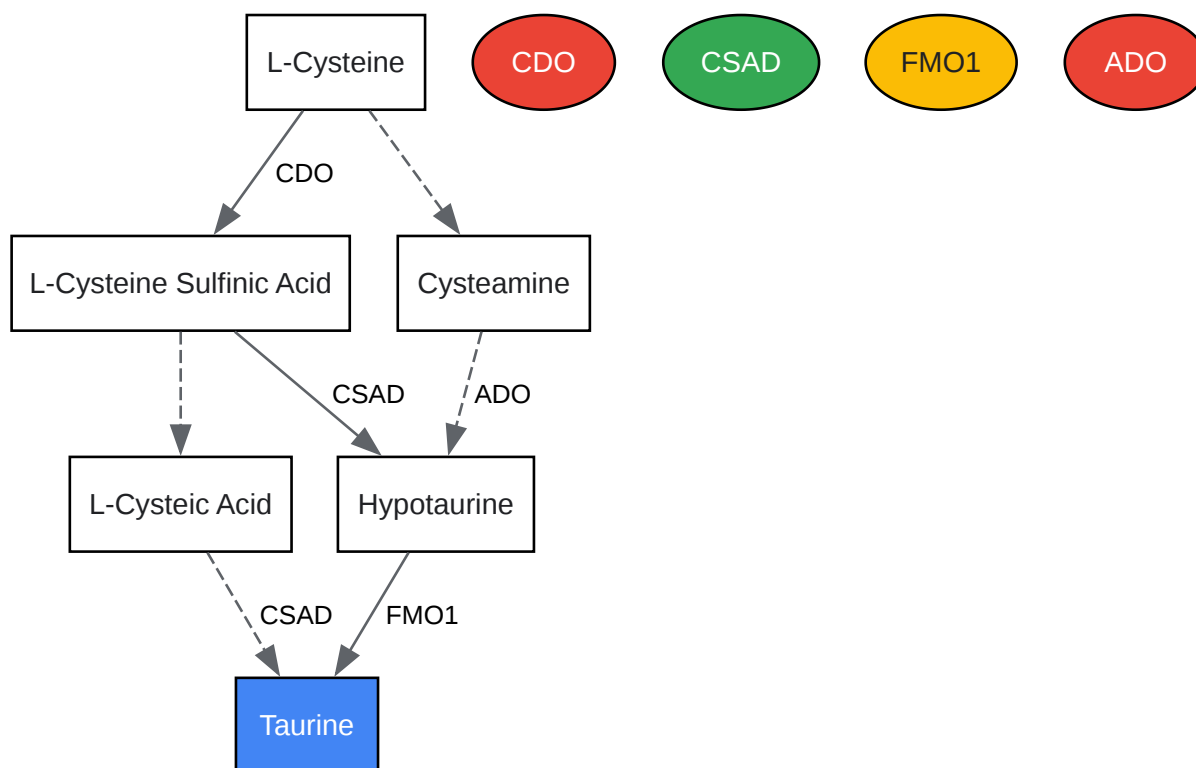 L-Cysteine
CDO
CSAD
FMO1
ADO
CDO
L-Cysteine Sulfinic Acid
Cysteamine
CSAD
ADO
L-Cysteic Acid
Hypotaurine
CSAD
FMO1
Taurine